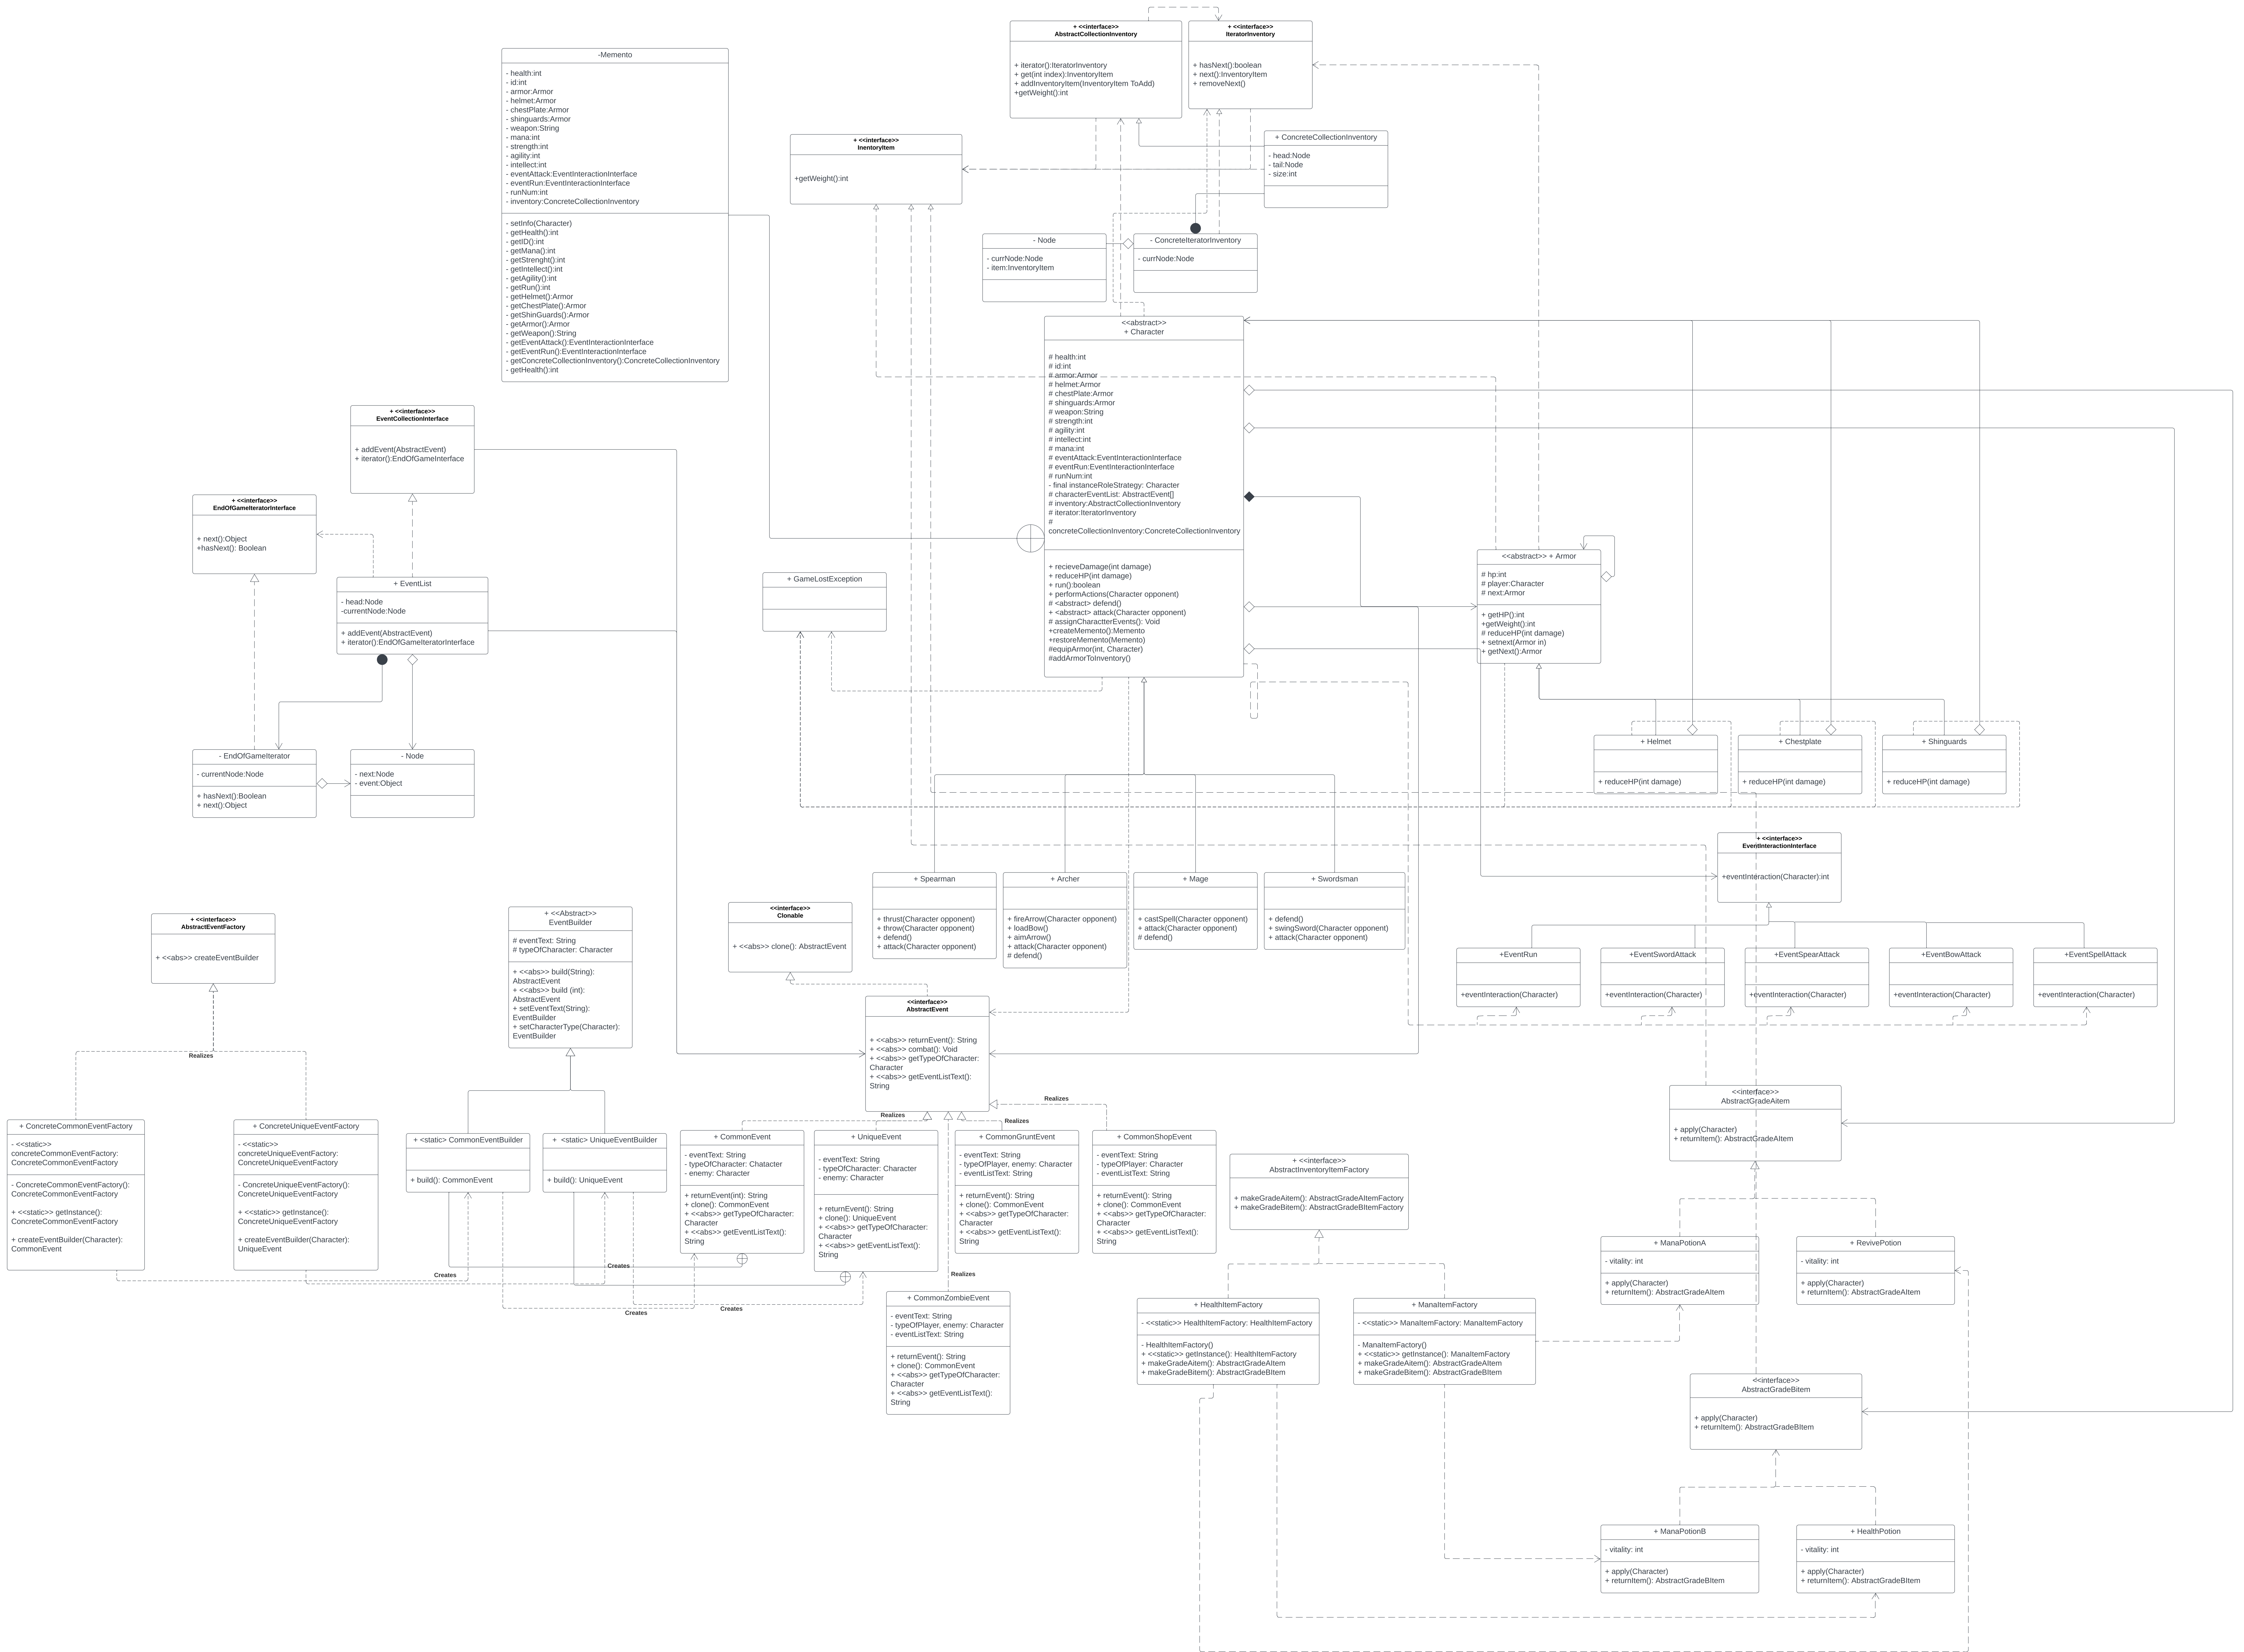 + <<interface>>
AbstractCollectionInventory
+ iterator():IteratorInventory
+ get(int index):InventoryItem
+ addInventoryItem(InventoryItem ToAdd)
+getWeight():int
+ <<interface>>
IteratorInventory
+ hasNext():boolean
+ next():InventoryItem
+ removeNext()
-Memento
- health:int
- id:int
- armor:Armor
- helmet:Armor
- chestPlate:Armor
- shinguards:Armor
- weapon:String
- mana:int
- strength:int
- agility:int
- intellect:int
- eventAttack:EventInteractionInterface
- eventRun:EventInteractionInterface
- runNum:int
- inventory:ConcreteCollectionInventory
- setInfo(Character)
- getHealth():int
- getID():int
- getMana():int
- getStrenght():int
- getIntellect():int
- getAgility():int
- getRun():int
- getHelmet():Armor
- getChestPlate():Armor
- getShinGuards():Armor
- getArmor():Armor
- getWeapon():String
- getEventAttack():EventInteractionInterface
- getEventRun():EventInteractionInterface
- getConcreteCollectionInventory():ConcreteCollectionInventory
- getHealth():int
+ <<interface>>
InentoryItem
+getWeight():int
+ ConcreteCollectionInventory
- head:Node
- tail:Node
- size:int
- Node
- currNode:Node
- item:InventoryItem
- ConcreteIteratorInventory
- currNode:Node
<<abstract>>
+ Character
# health:int
# id:int
# armor:Armor
# helmet:Armor
# chestPlate:Armor
# shinguards:Armor
# weapon:String
# strength:int
# agility:int
# intellect:int
# mana:int
# eventAttack:EventInteractionInterface
# eventRun:EventInteractionInterface
# runNum:int
- final instanceRoleStrategy: Character
# characterEventList: AbstractEvent[]
# inventory:AbstractCollectionInventory
# iterator:IteratorInventory
#
concreteCollectionInventory:ConcreteCollectionInventory
+ recieveDamage(int damage)
+ reduceHP(int damage)
+ run():boolean
+ performActions(Character opponent)
# <abstract> defend()
+ <abstract> attack(Character opponent)
# assignCharactterEvents(): Void
+createMemento():Memento
+restoreMemento(Memento)
#equipArmor(int, Character)
#addArmorToInventory()
+ <<interface>>
EventCollectionInterface
+ addEvent(AbstractEvent)
+ iterator():EndOfGameInterface
+ <<interface>>
EndOfGameIteratorInterface
+ next():Object
+hasNext(): Boolean
+ EventList
- head:Node
-currentNode:Node
+ addEvent(AbstractEvent)
+ iterator():EndOfGameIteratorInterface
+ GameLostException
<<abstract>> + Armor
# hp:int
# player:Character
# next:Armor
+ getHP():int
+getWeight():int
# reduceHP(int damage)
+ setnext(Armor in)
+ getNext():Armor
- EndOfGameIterator
- currentNode:Node
+ hasNext():Boolean
+ next():Object
- Node
- next:Node
- event:Object
+ Helmet
+ reduceHP(int damage)
+ Chestplate
+ reduceHP(int damage)
+ Shinguards
+ reduceHP(int damage)
+ <<interface>>
EventInteractionInterface
+eventInteraction(Character):int
+ Spearman
+ thrust(Character opponent)
+ throw(Character opponent)
+ defend()
+ attack(Character opponent)
+ Archer
+ fireArrow(Character opponent)
+ loadBow()
+ aimArrow()
+ attack(Character opponent)
# defend()
+ Mage
+ castSpell(Character opponent)
+ attack(Character opponent)
# defend()
+ Swordsman
+ defend()
+ swingSword(Character opponent)
+ attack(Character opponent)
+ <<interface>>
AbstractEventFactory
+ <<abs>> createEventBuilder
+ <<Abstract>>
EventBuilder
# eventText: String
# typeOfCharacter: Character
+ <<abs>> build(String):
AbstractEvent
+ <<abs>> build (int):
AbstractEvent
+ setEventText(String):
EventBuilder
+ setCharacterType(Character):
EventBuilder
<<interface>>
Clonable
+ <<abs>> clone(): AbstractEvent
+EventRun
+eventInteraction(Character)
+EventSwordAttack
+eventInteraction(Character)
+EventSpearAttack
+eventInteraction(Character)
+EventBowAttack
+eventInteraction(Character)
+EventSpellAttack
+eventInteraction(Character)
<<interface>>
AbstractEvent
+ <<abs>> returnEvent(): String
+ <<abs>> combat(): Void
+ <<abs>> getTypeOfCharacter:
Character
+ <<abs>> getEventListText():
String
Realizes
Realizes
Realizes
Realizes
<<interface>>
AbstractGradeAitem
+ apply(Character)
+ returnItem(): AbstractGradeAItem
+ ConcreteCommonEventFactory
- <<static>>
concreteCommonEventFactory:
ConcreteCommonEventFactory
- ConcreteCommonEventFactory():
ConcreteCommonEventFactory
+ <<static>> getInstance():
ConcreteCommonEventFactory
+ createEventBuilder(Character):
CommonEvent
+ ConcreteUniqueEventFactory
- <<static>>
concreteUniqueEventFactory:
ConcreteUniqueEventFactory
- ConcreteUniqueEventFactory():
ConcreteUniqueEventFactory
+ <<static>> getInstance():
ConcreteUniqueEventFactory
+ createEventBuilder(Character):
UniqueEvent
+ <static> CommonEventBuilder
+ build(): CommonEvent
+ <static> UniqueEventBuilder
+ build(): UniqueEvent
+ CommonEvent
- eventText: String
- typeOfCharacter: Chatacter
- enemy: Character
+ returnEvent(int): String
+ clone(): CommonEvent
+ <<abs>> getTypeOfCharacter:
Character
+ <<abs>> getEventListText():
String
+ UniqueEvent
- eventText: String
- typeOfCharacter: Character
- enemy: Character
+ returnEvent(): String
+ clone(): UniqueEvent
+ <<abs>> getTypeOfCharacter:
Character
+ <<abs>> getEventListText():
String
+ CommonGruntEvent
- eventText: String
- typeOfPlayer, enemy: Character
- eventListText: String
+ returnEvent(): String
+ clone(): CommonEvent
+ <<abs>> getTypeOfCharacter:
Character
+ <<abs>> getEventListText():
String
+ CommonShopEvent
- eventText: String
- typeOfPlayer: Character
- eventListText: String
+ returnEvent(): String
+ clone(): CommonEvent
+ <<abs>> getTypeOfCharacter:
Character
+ <<abs>> getEventListText():
String
+ <<interface>>
AbstractInventoryItemFactory
+ makeGradeAitem(): AbstractGradeAItemFactory
+ makeGradeBitem(): AbstractGradeBItemFactory
Creates
Creates
Creates
Creates
Realizes
+ CommonZombieEvent
- eventText: String
- typeOfPlayer, enemy: Character
- eventListText: String
+ returnEvent(): String
+ clone(): CommonEvent
+ <<abs>> getTypeOfCharacter:
Character
+ <<abs>> getEventListText():
String
+ ManaPotionA
- vitality: int
+ apply(Character)
+ returnItem(): AbstractGradeAItem
+ RevivePotion
- vitality: int
+ apply(Character)
+ returnItem(): AbstractGradeAItem
+ HealthItemFactory
- <<static>> HealthItemFactory: HealthItemFactory
- HealthItemFactory()
+ <<static>> getInstance(): HealthItemFactory
+ makeGradeAitem(): AbstractGradeAItem
+ makeGradeBitem(): AbstractGradeBItem
+ ManaItemFactory
- <<static>> ManaItemFactory: ManaItemFactory
- ManaItemFactory()
+ <<static>> getInstance(): ManaItemFactory
+ makeGradeAitem(): AbstractGradeAItem
+ makeGradeBitem(): AbstractGradeBItem
<<interface>>
AbstractGradeBitem
+ apply(Character)
+ returnItem(): AbstractGradeBItem
+ ManaPotionB
- vitality: int
+ apply(Character)
+ returnItem(): AbstractGradeBItem
+ HealthPotion
- vitality: int
+ apply(Character)
+ returnItem(): AbstractGradeBItem